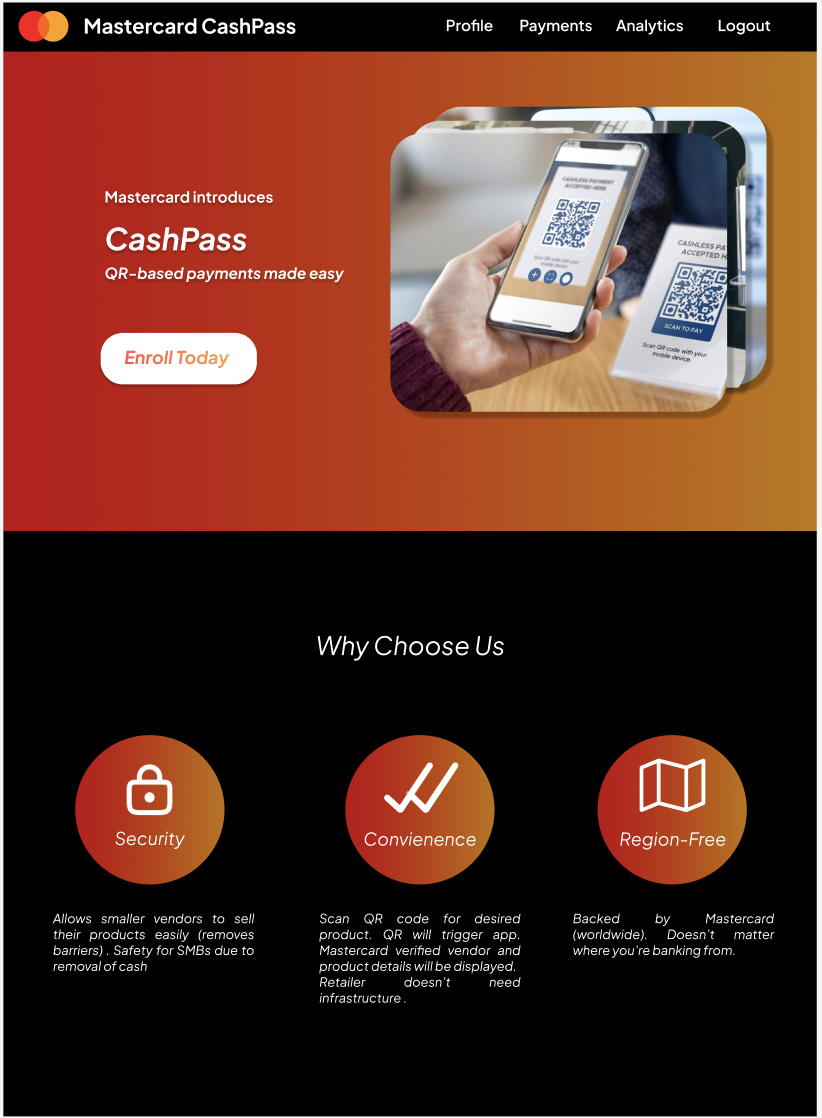 Mastercard CashPass
Profile
Payments
Analytics
Logout
Mastercard introduces
CashPass
QR-based payments made easy
Enroll Today
CASHLESS PAYMENT
ACCEPTED HERE
Scan QR code with your
mobile device.
CASHLESS PA
ACCEPTED H
SCAN TO PAY
Scan QR code with your
mobile device.
Why Choose Us
Security
Convienence
Region-Free
Allows smaller vendors to sell
their products easily (removes
barriers) . Safety for SMBs due to
removal of cash
Scan QR code for desired
product. QR will trigger app.
Mastercard verified vendor and
product details will be displayed.
Retailer doesn't need
infrastructure .
Backed by Mastercard
(worldwide). Doesn't matter
where you're banking from.